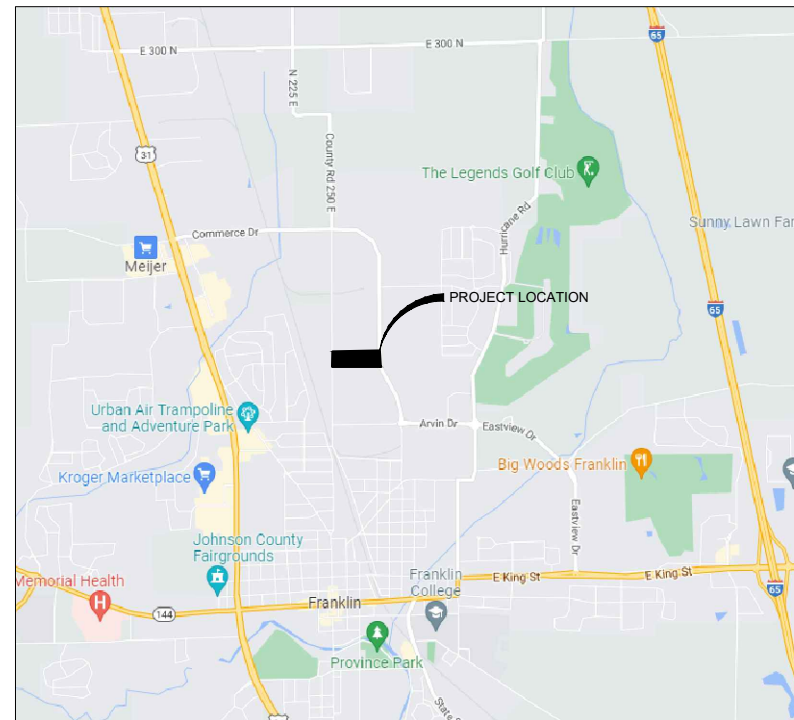 E 300 N
E 300 N
65
N 225 E
31
County Rd 250 E
The Legends Golf Club
Hurricane Rd
Sunny Lawn Far
Commerce Dr
Meijer
PROJECT LOCATION
65
Urban Air Trampoline
and Adventure Park
Arvin Dr
Eastview Dr
Big Woods Franklin
Kroger Marketplace
Eastview Dr
Johnson County
Fairgrounds
Memorial Health
H
Franklin
College
E King St
E King St
65
144
Franklin
Province Park
State S